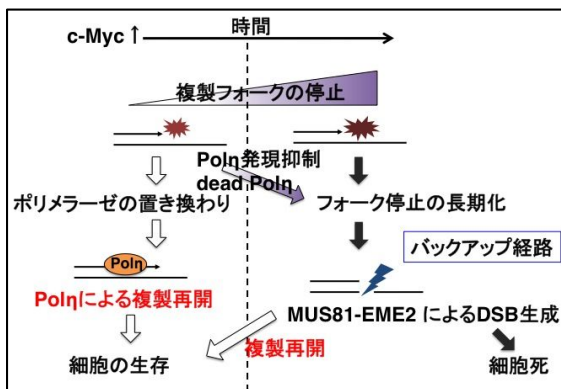 c-Myc ↑
時間
複製フォークの停止
Polη発現抑制
dead Polη
ポリメラーゼの置き換わり
フォーク停止の長期化
バックアップ経路
Polη
Polηによる複製再開
MUS81-EME2 によるDSB生成
複製再開
細胞の生存
細胞死